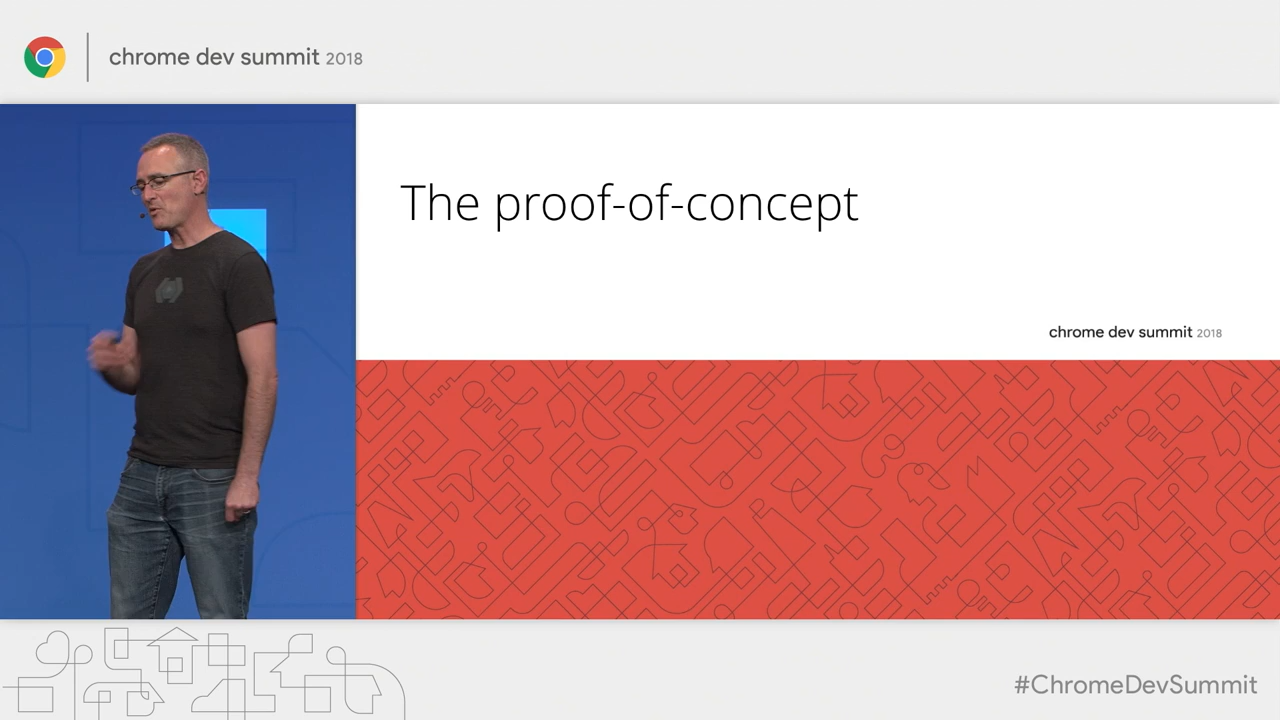 chrome dev summit 2018
The proof-of-concept
chrome dev summit 2018
#ChromeDevSummit